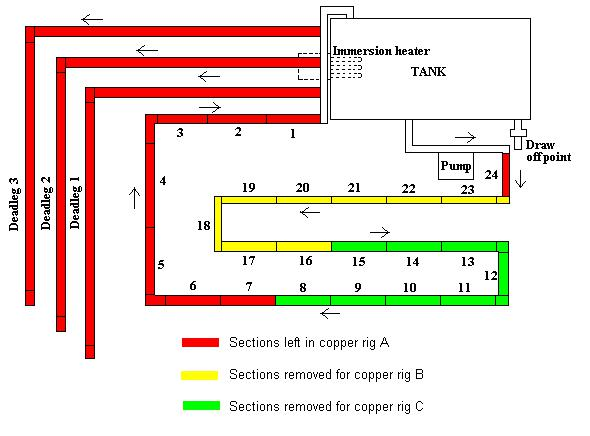 Immersion heater
TANK
Draw
off point
Pump
Deadleg 3
Deadleg 2
Deadleg 1
3 2 1
4
24
19 20 21 22 23
18
17 16 15 14 13
12
5
6 7 8 9 10 11
Sections left in copper rig A
Sections removed for copper rig B
Sections removed for copper rig C